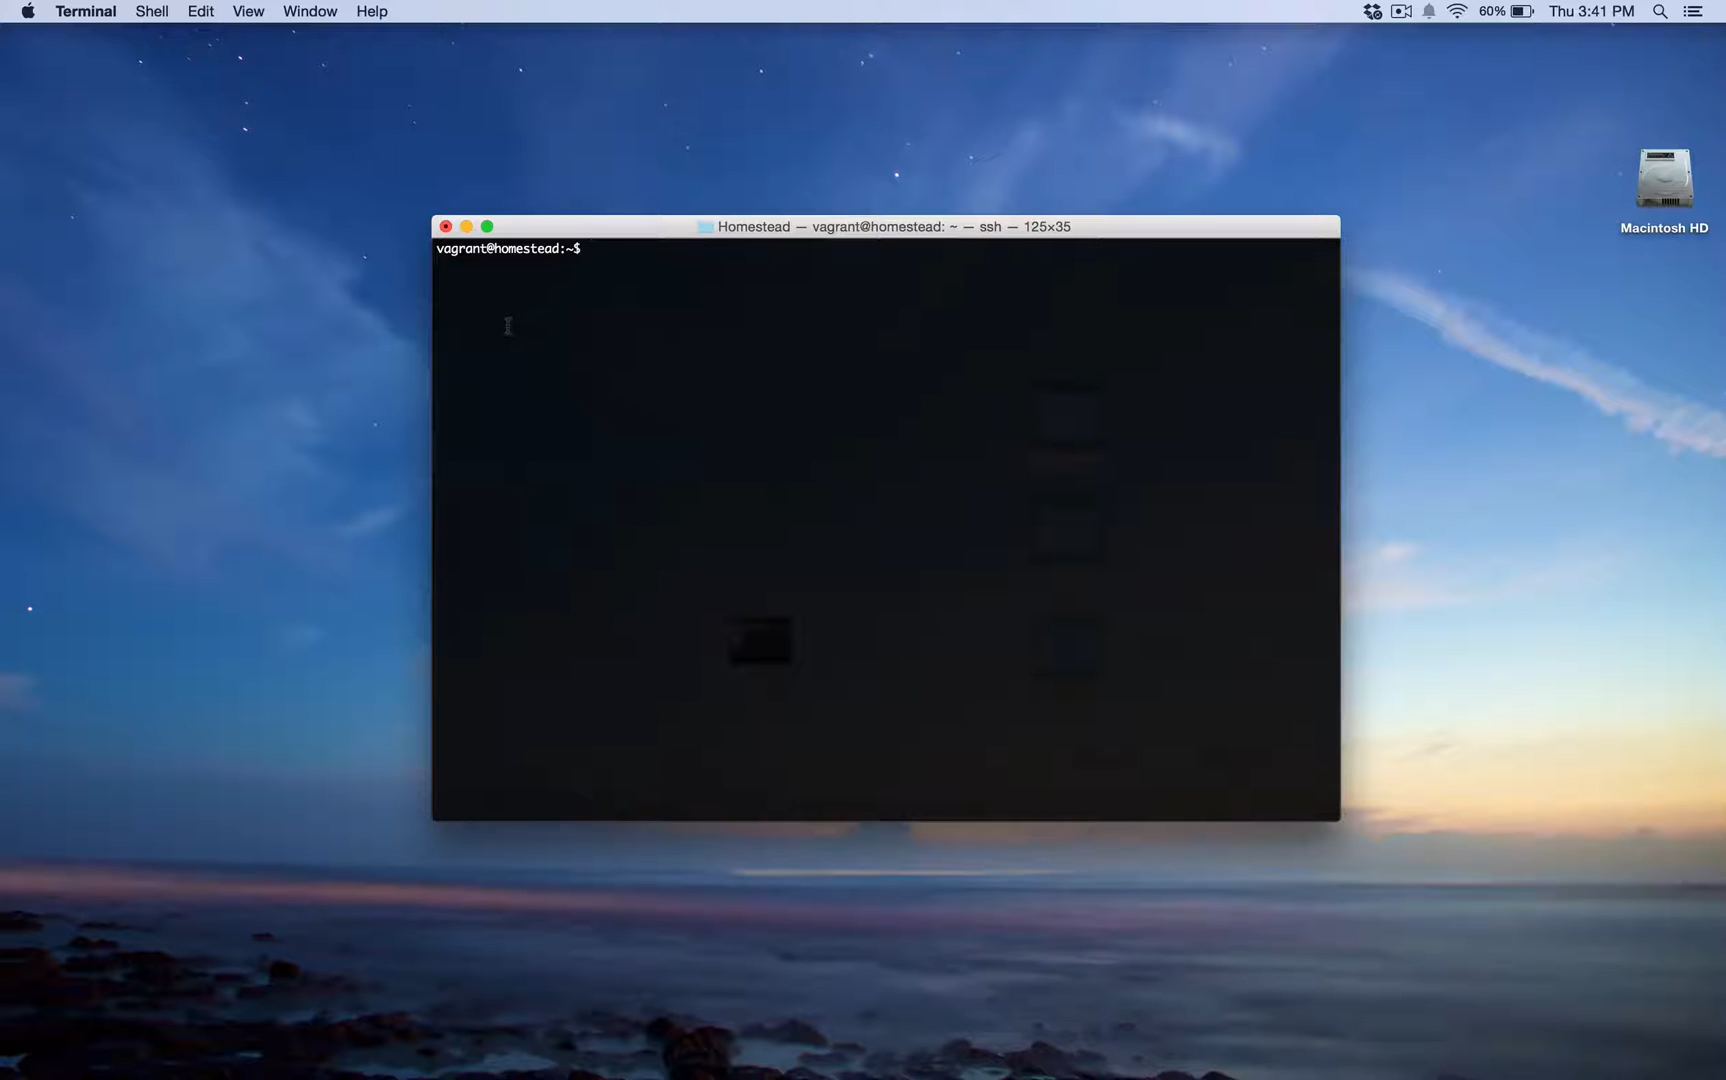 Terminal Shell Edit View Window Help 60% Thu 3:41 PM
Homestead — vagrant@homestead: ~ — ssh — 125×35
vagrant@homestead:~$
Macintosh HD